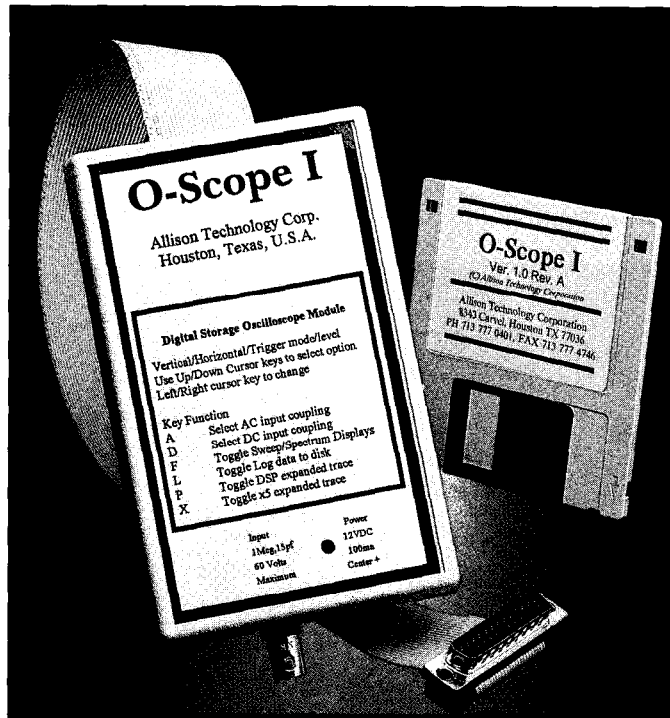 O-Scope I
Allison Technology Corp.
Houston, Texas, U.S.A.
Digital Storage Oscilloscope Module
Vertical/Horizontal/Trigger mode/level
Use Up/Down Cursor keys to select option
Left/Right cursor key to change
Key Function
A Select AC input coupling
D Select DC input coupling
F Toggle Sweep/Spectrum Displays
L Toggle Log data to disk
P Toggle DSP expanded trace
X Toggle x5 expanded trace
Input
1Meg,15pf
60 Volts
Maximum
Power
12VDC
100ma
Center +
O-Scope I
Ver. 1.0 Rev. A
(C) Allison Technology Corporation
Allison Technology Corporation
8343 Carvel, Houston TX 77036
PH 713 777 0401, FAX 713 777 4746